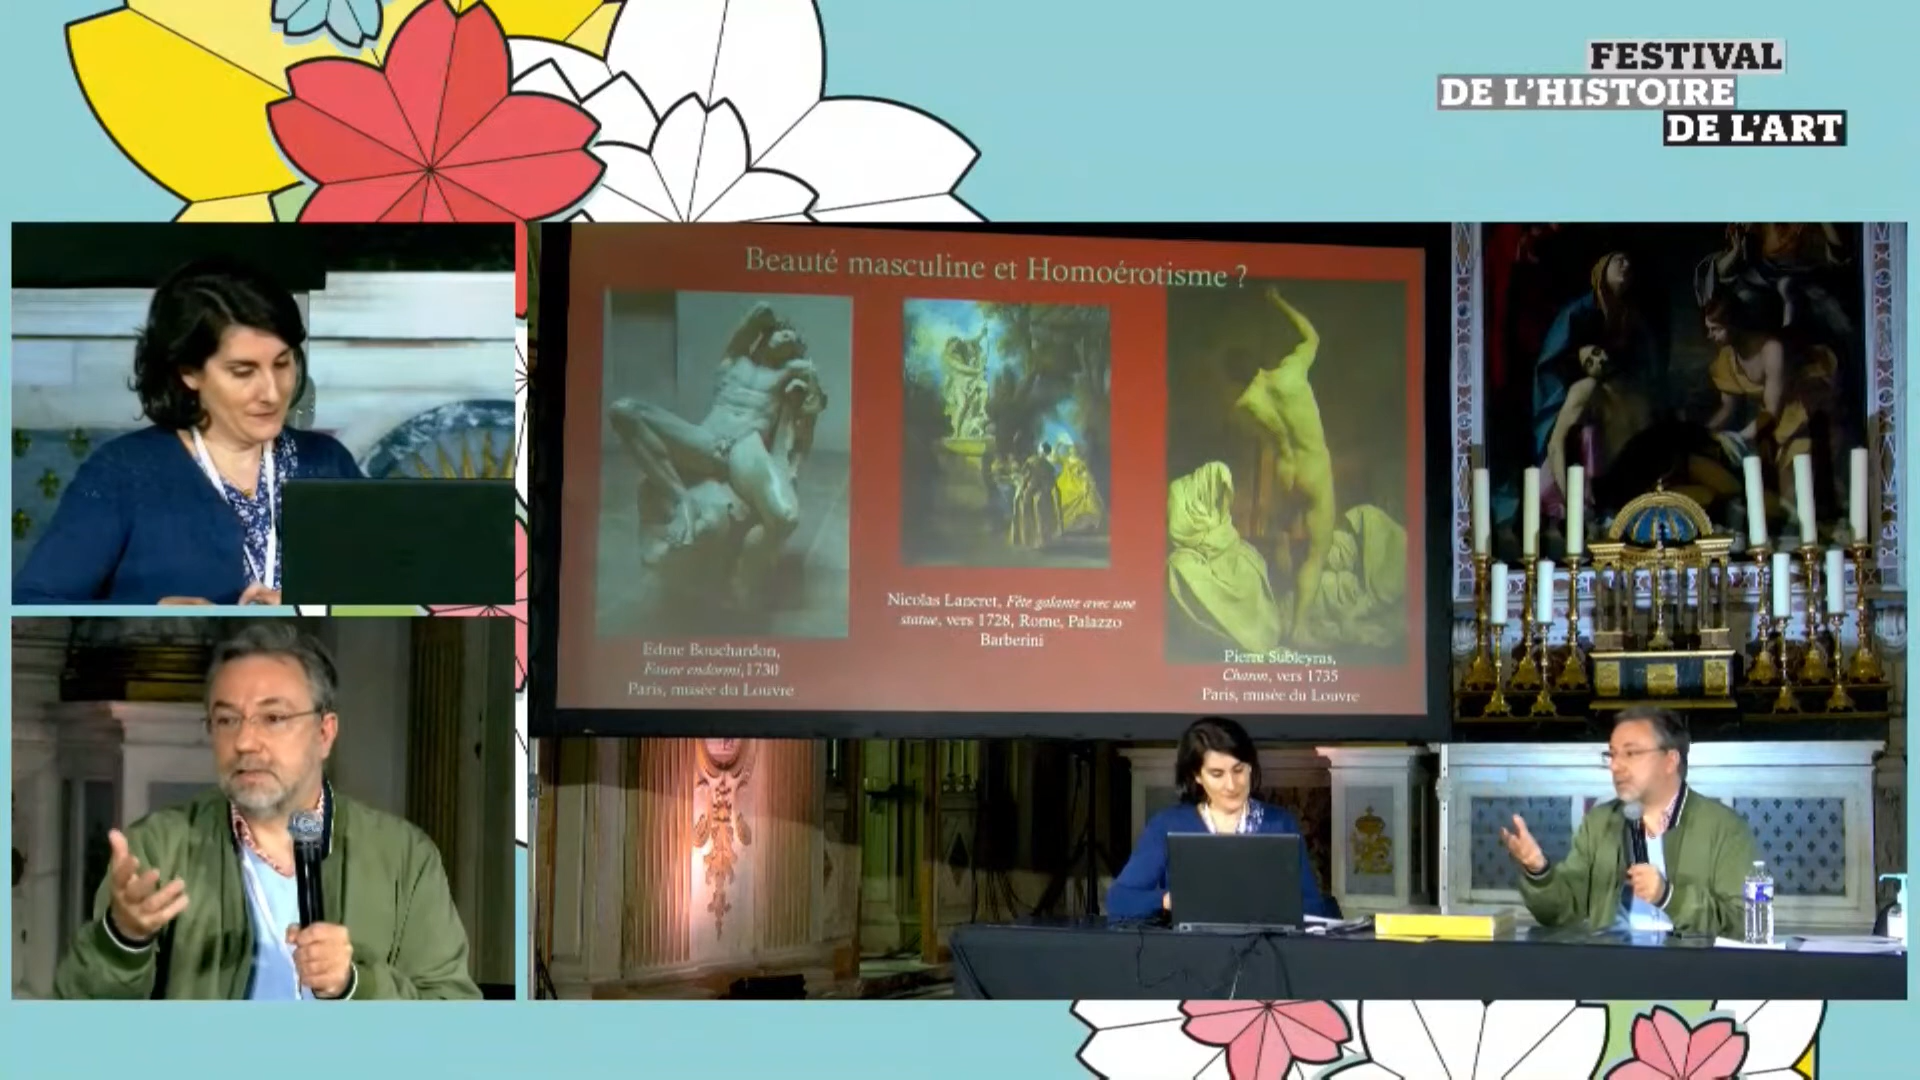 FESTIVAL
DE L'HISTOIRE
DE L'ART
Beauté masculine et Homoérotisme ?
Edme Bouchardon,
Faune endormi,1730
Paris, musée du Louvre
Nicolas Lancret, Fête galante avec une
statue, vers 1728, Rome, Palazzo
Barberini
Pierre Subleyras,
Charon, vers 1735
Paris, musée du Louvre